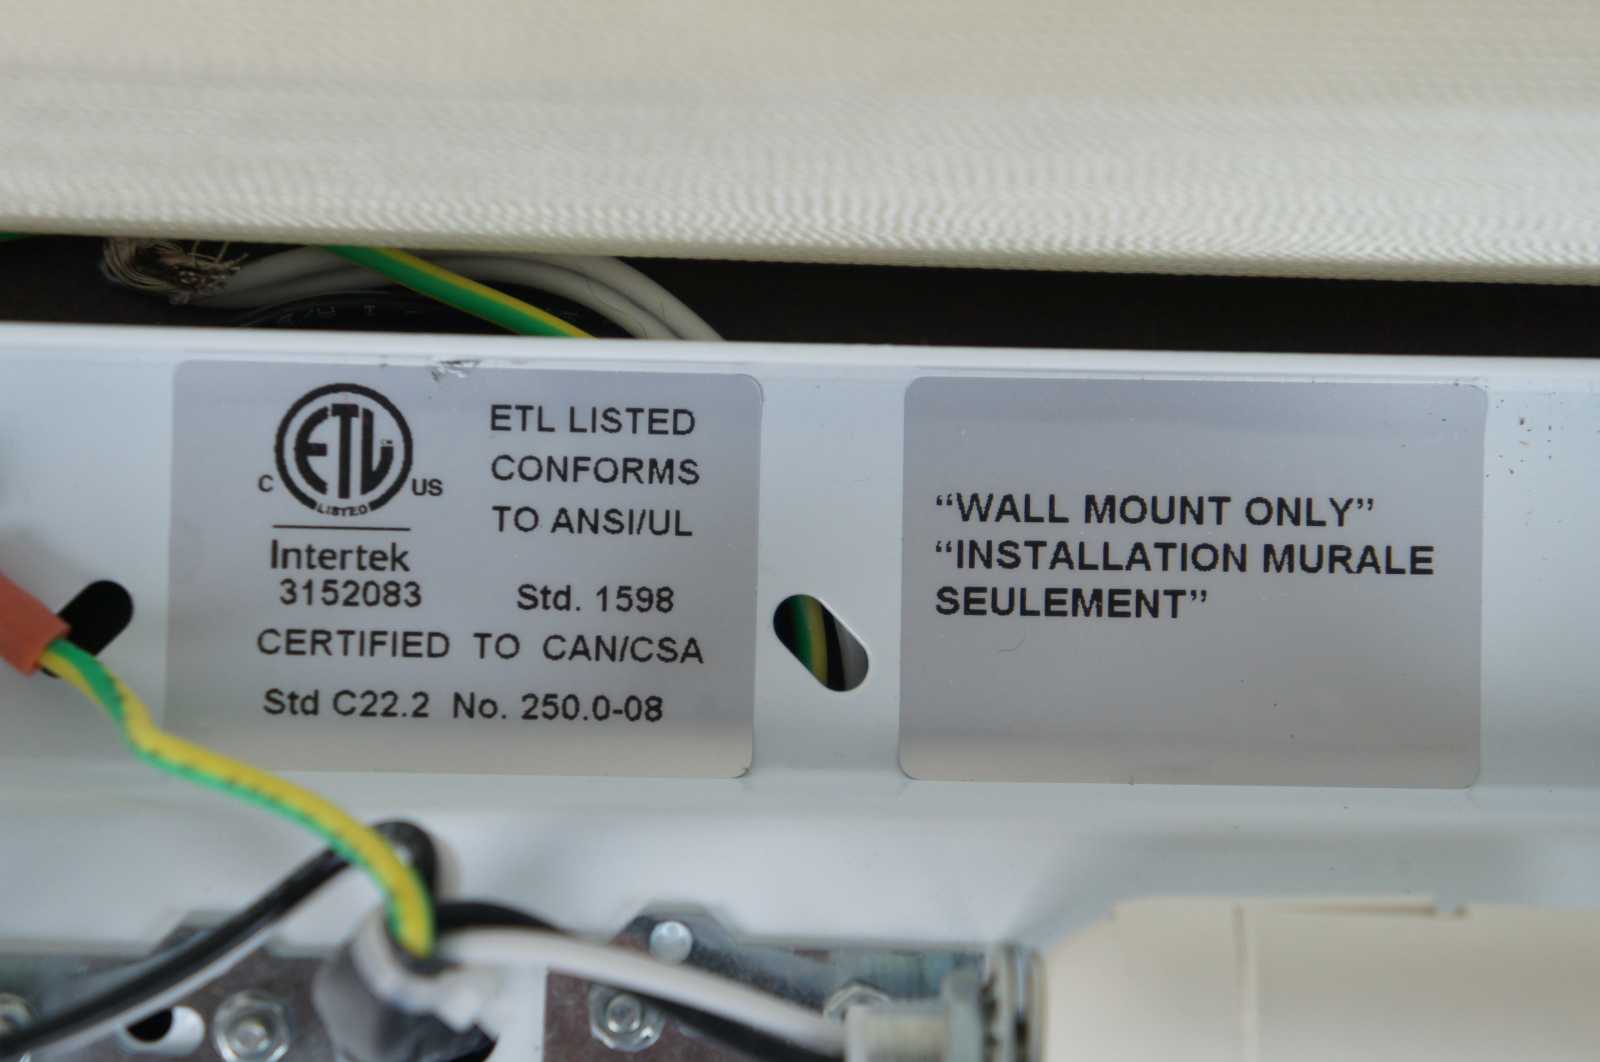 ETL
CM
LISTED
C
US
Intertek
3152083
ETL LISTED
CONFORMS
TO ANSI/UL
Std. 1598
CERTIFIED TO CAN/CSA
Std C22.2 No. 250.0-08
“WALL MOUNT ONLY”
“INSTALLATION MURALE
SEULEMENT”